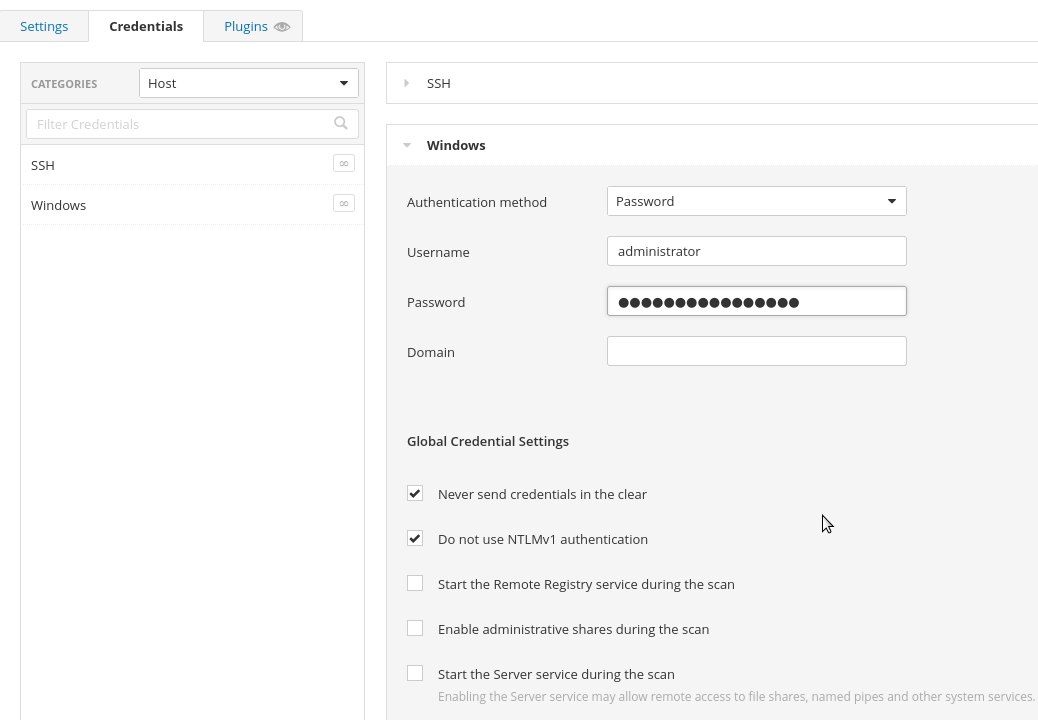 Settings
Credentials
Plugins
CATEGORIES
Host
Filter Credentials
SSH
∞
Windows
∞
SSH
Windows
Authentication method
Password
Username
administrator
Password
●●●●●●●●●●●●●●●●
Domain
Global Credential Settings
Never send credentials in the clear
Do not use NTLMv1 authentication
Start the Remote Registry service during the scan
Enable administrative shares during the scan
Start the Server service during the scan
Enabling the Server service may allow remote access to file shares, named pipes and other system services.